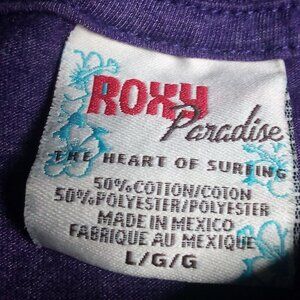 ROXY
Paradise
THE HEART OF SURFING
50% COTTON/COTON
50% POLYESTER/POLYESTER
MADE IN MEXICO
FABRIQUE AU MEXIQUE
L/G/G